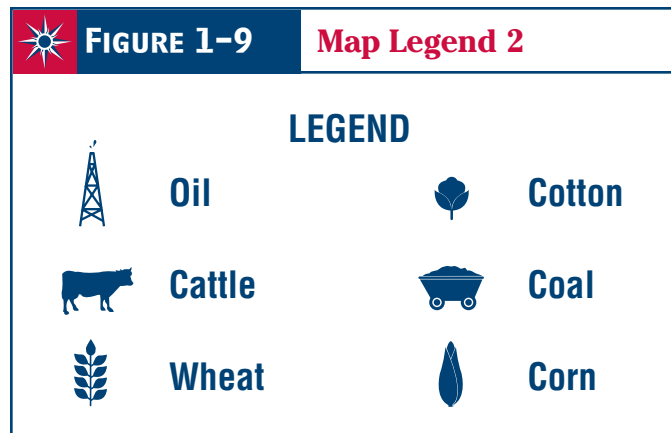 FIGURE 1–9 Map Legend 2
LEGEND
Oil Cotton
Cattle Coal
Wheat Corn